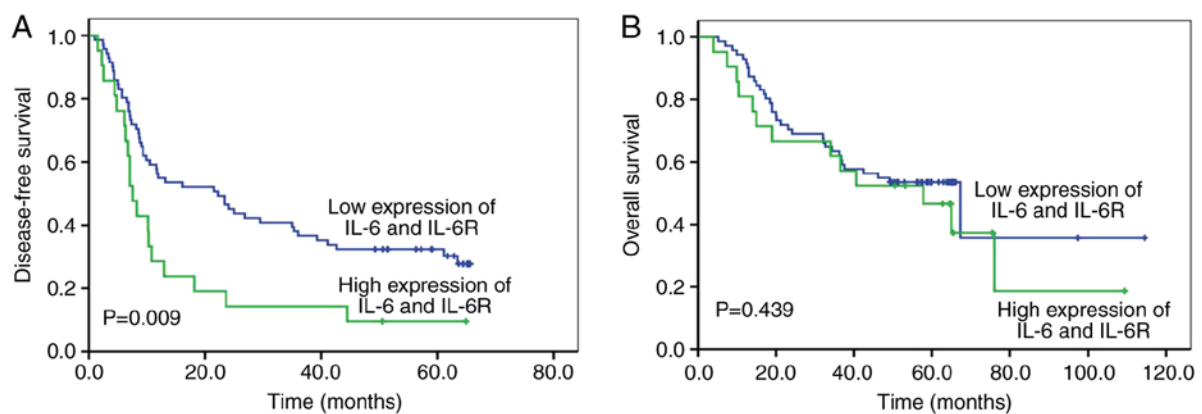 A
Disease-free survival
1.0
0.8
0.6
0.4
0.2
0.0
Low expression of
IL-6 and IL-6R
High expression of
IL-6 and IL-6R
P=0.009
0.0 20.0 40.0 60.0 80.0
Time (months)
B
Overall survival
1.0
0.8
0.6
0.4
0.2
0.0
Low expression of
IL-6 and IL-6R
P=0.439
High expression of
IL-6 and IL-6R
0.0 20.0 40.0 60.0 80.0 100.0 120.0
Time (months)